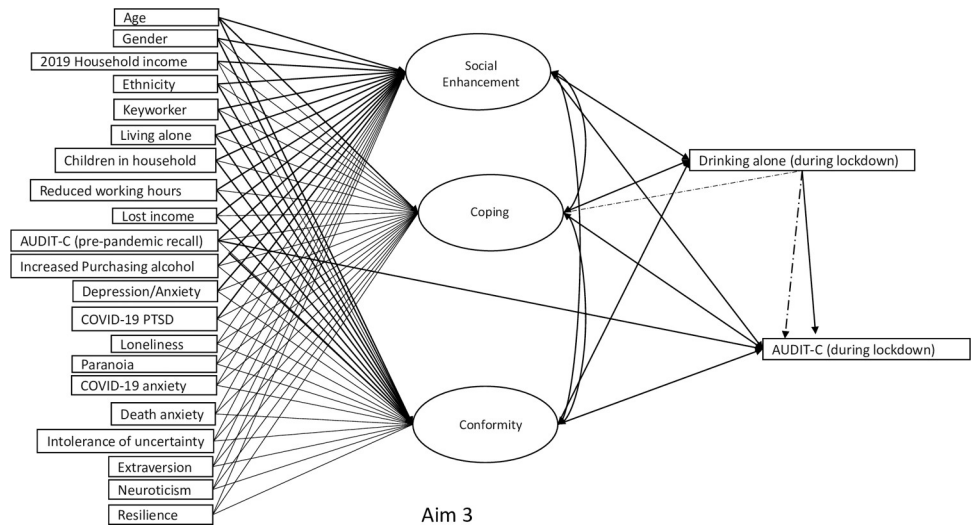 Age
Gender
2019 Household income
Ethnicity
Keyworker
Living alone
Children in household
Reduced working hours
Lost income
AUDIT-C (pre-pandemic recall)
Increased Purchasing alcohol
Depression/Anxiety
COVID-19 PTSD
Loneliness
Paranoia
COVID-19 anxiety
Death anxiety
Intolerance of uncertainty
Extraversion
Neuroticism
Resilience
Social
Enhancement
Coping
Conformity
Drinking alone (during lockdown)
AUDIT-C (during lockdown)
Aim 3